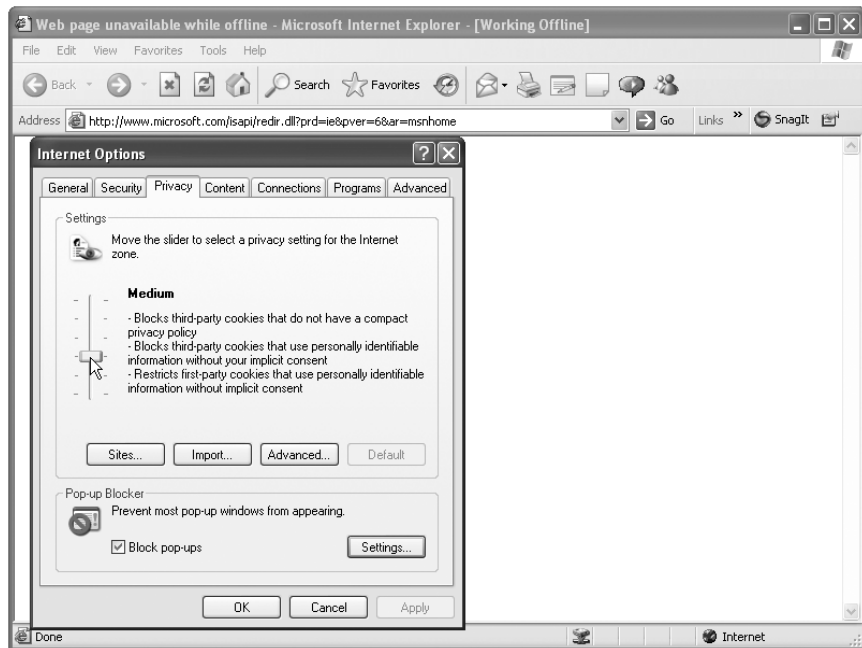 Web page unavailable while offline - Microsoft Internet Explorer - [Working Offline]
File Edit View Favorites Tools Help
Back Search Favorites
Address http://www.microsoft.com/isapi/redir.dll?prd=ie&pver=6&ar=msnhome Go Links » SnagIt
Internet Options
General Security Privacy Content Connections Programs Advanced
Settings
Move the slider to select a privacy setting for the Internet
zone.
Medium
- Blocks third-party cookies that do not have a compact
privacy policy
- Blocks third-party cookies that use personally identifiable
information without your implicit consent
- Restricts first-party cookies that use personally identifiable
information without implicit consent
Sites... Import... Advanced... Default
Pop-up Blocker
Prevent most pop-up windows from appearing.
Block pop-ups Settings...
OK Cancel Apply
Done Internet